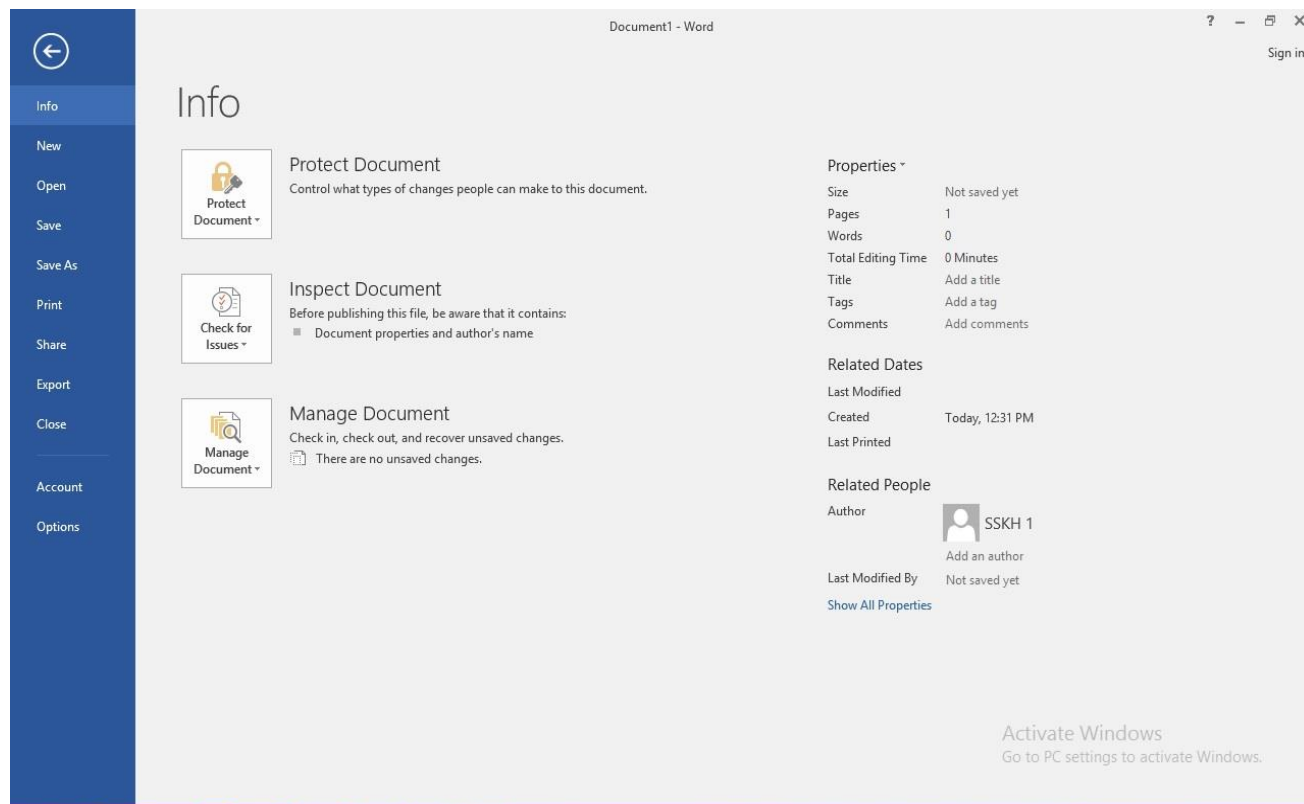 Document1 - Word
?
Sign in
Info
New
Open
Save
Save As
Print
Share
Export
Close
Account
Options
Info
Protect
Document
Protect Document
Control what types of changes people can make to this document.
Check for
Issues
Inspect Document
Before publishing this file, be aware that it contains:
Document properties and author's name
Manage
Document
Manage Document
Check in, check out, and recover unsaved changes.
There are no unsaved changes.
Properties
Size Not saved yet
Pages 1
Words 0
Total Editing Time 0 Minutes
Title Add a title
Tags Add a tag
Comments Add comments
Related Dates
Last Modified
Created Today, 12:31 PM
Last Printed
Related People
Author SSKH 1
Add an author
Last Modified By Not saved yet
Show All Properties
Activate Windows
Go to PC settings to activate Windows.